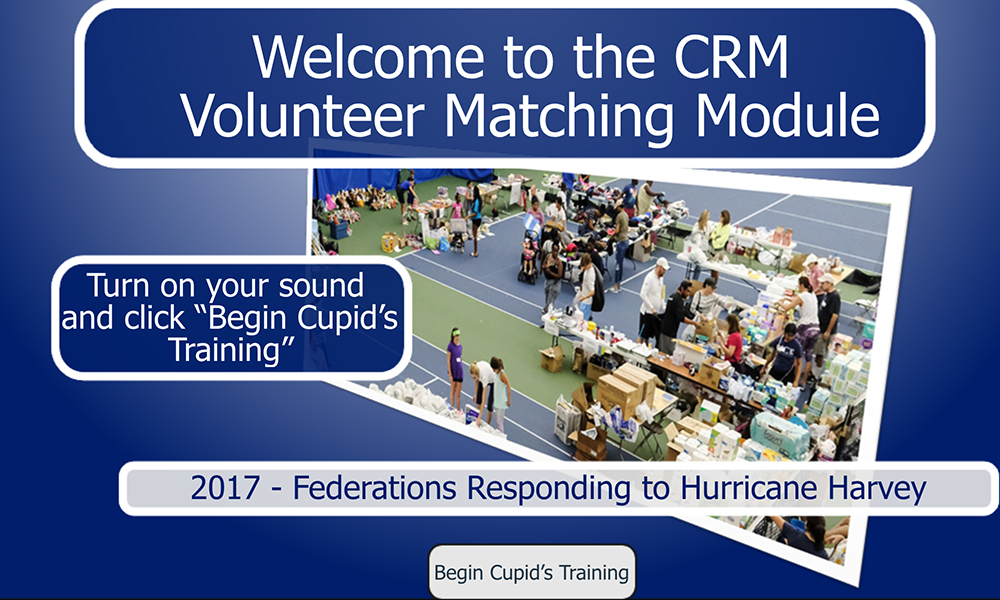 Welcome to the CRM
Volunteer Matching Module
Turn on your sound
and click “Begin Cupid’s
Training”
2017 - Federations Responding to Hurricane Harvey
Begin Cupid’s Training